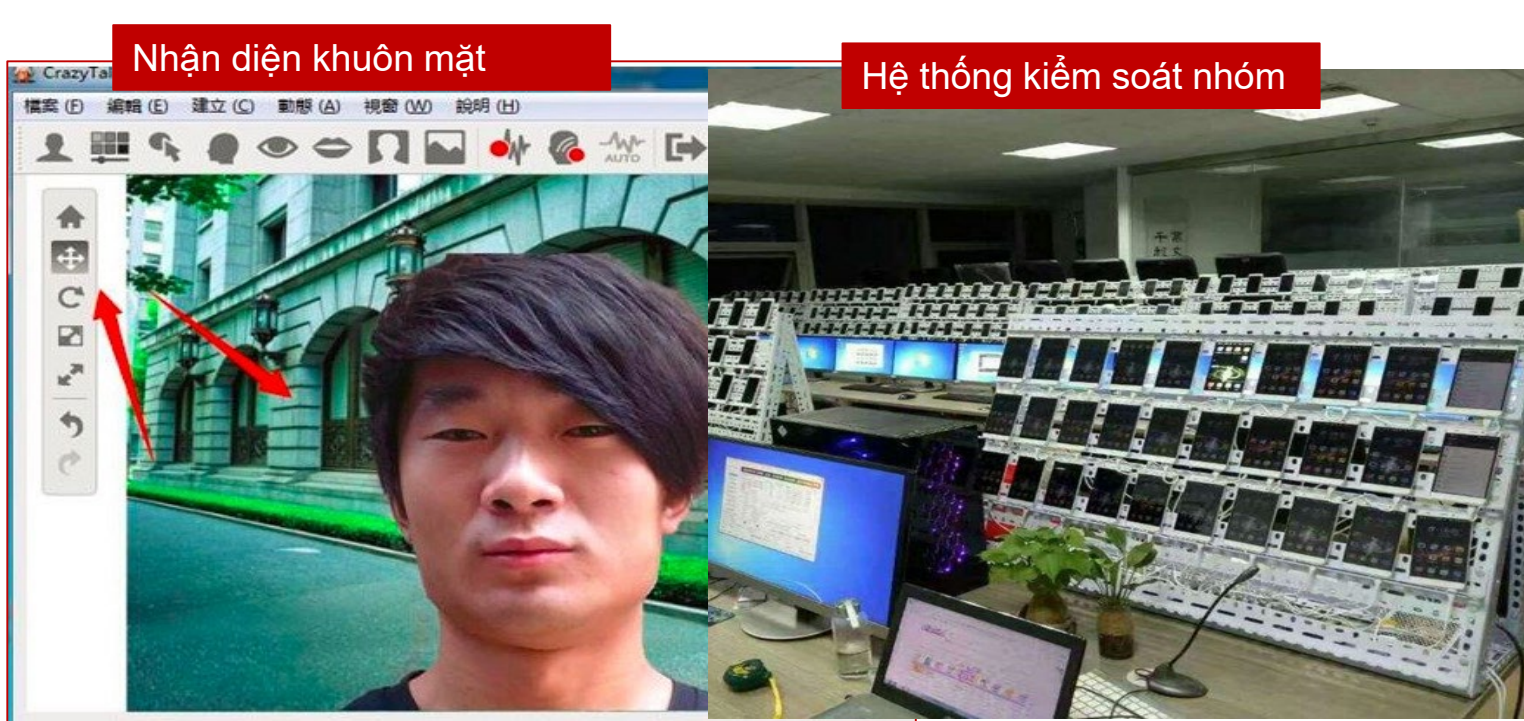 Nhận diện khuôn mặt
Hệ thống kiểm soát nhóm
CrazyTal
檔案 (F) 編輯 (E) 建立 (C) 動態 (A) 視窗 (W) 說明 (H)
AUTO